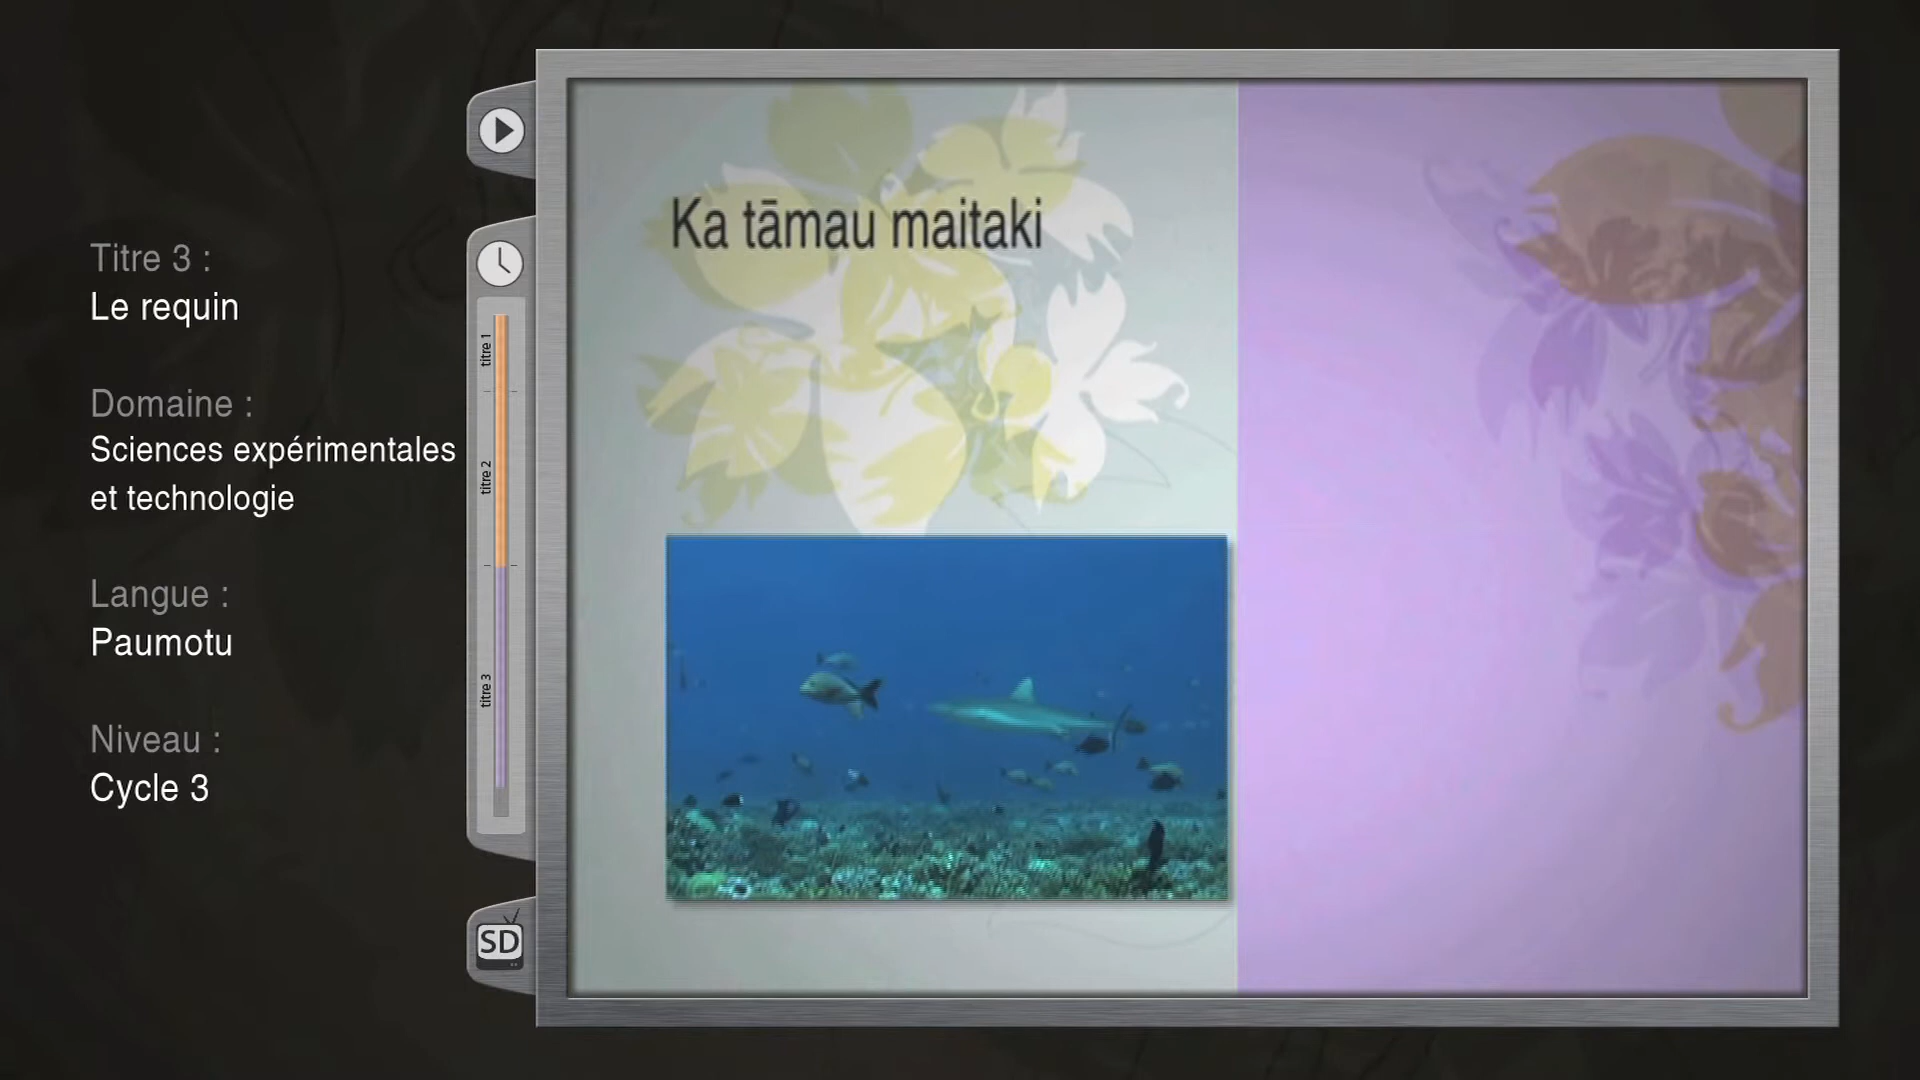 Titre 3 :
Le requin
Domaine :
Sciences expérimentales
et technologie
Langue :
Paumotu
Niveau :
Cycle 3
titre 1
titre 2
titre 3
SD
Ka tāmau maitaki